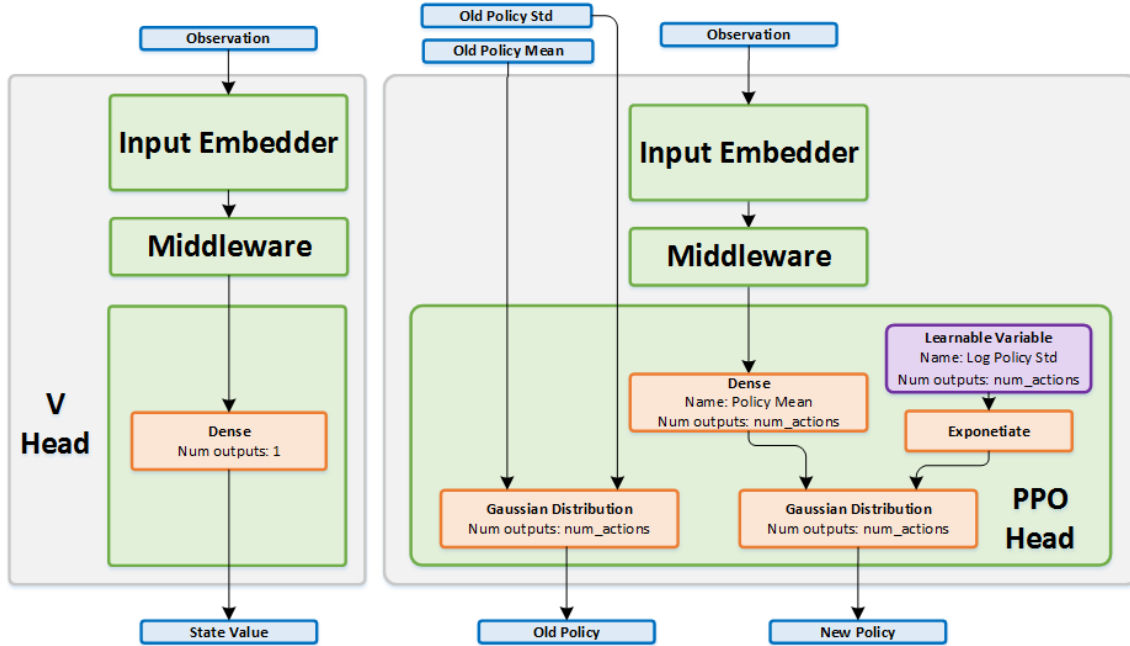 Observation
Input Embedder
Middleware
V
Head
Dense
Num outputs: 1
State Value
Old Policy Std
Old Policy Mean
Observation
Input Embedder
Middleware
Learnable Variable
Name: Log Policy Std
Num outputs: num_actions
Dense
Name: Policy Mean
Num outputs: num_actions
Exponetiate
Gaussian Distribution
Num outputs: num_actions
Gaussian Distribution
Num outputs: num_actions
PPO
Head
Old Policy
New Policy